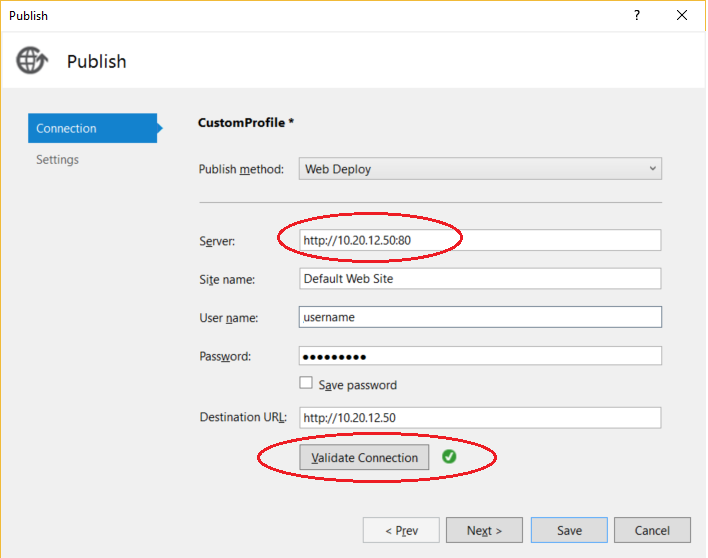 Publish
?
Publish
Connection
Settings
CustomProfile *
Publish method: Web Deploy
Server: http://10.20.12.50:80
Site name: Default Web Site
User name: username
Password: ●●●●●●●●●
Save password
Destination URL: http://10.20.12.50
Validate Connection
< Prev Next > Save Cancel